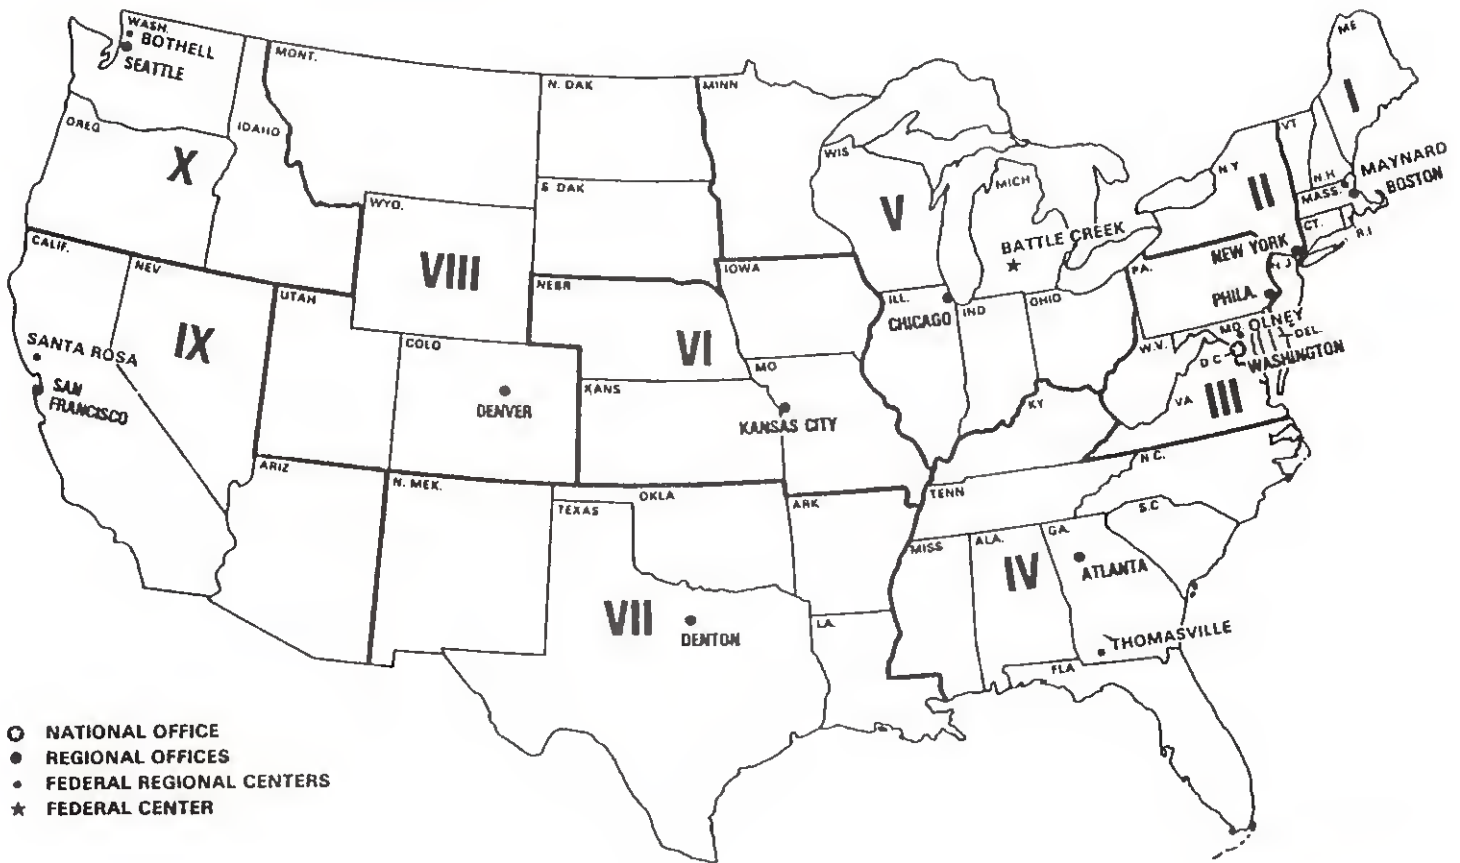 WASH.
BOTHELL
SEATTLE
MONT.
N. DAK
MINN
ME
I
OREG
IDAHO
X
S. DAK
WYO.
WIS
MICH
V
N Y
VT
N.H
MASS.
MAYNARD
BOSTON
II
CT.
R.I
CALIF.
NEV
UTAH
VIII
NEBR
IOWA
BATTLE CREEK
NEW YORK
N J
PA.
PHILA.
ILL.
CHICAGO
IND
OHIO
SANTA ROSA
IX
COLO
VI
MO
MD.
OLNEY
DEL.
W.V.
D C
WASHINGTON
SAN
FRANCISCO
DENVER
KANS
KANSAS CITY
KY
VA
III
ARIZ
N. MEK.
OKLA
TEXAS
ARK
TENN
N C.
S.C
MISS
ALA.
GA.
IV
ATLANTA
VII
DENTON
LA.
THOMASVILLE
FLA
NATIONAL OFFICE
REGIONAL OFFICES
FEDERAL REGIONAL CENTERS
FEDERAL CENTER